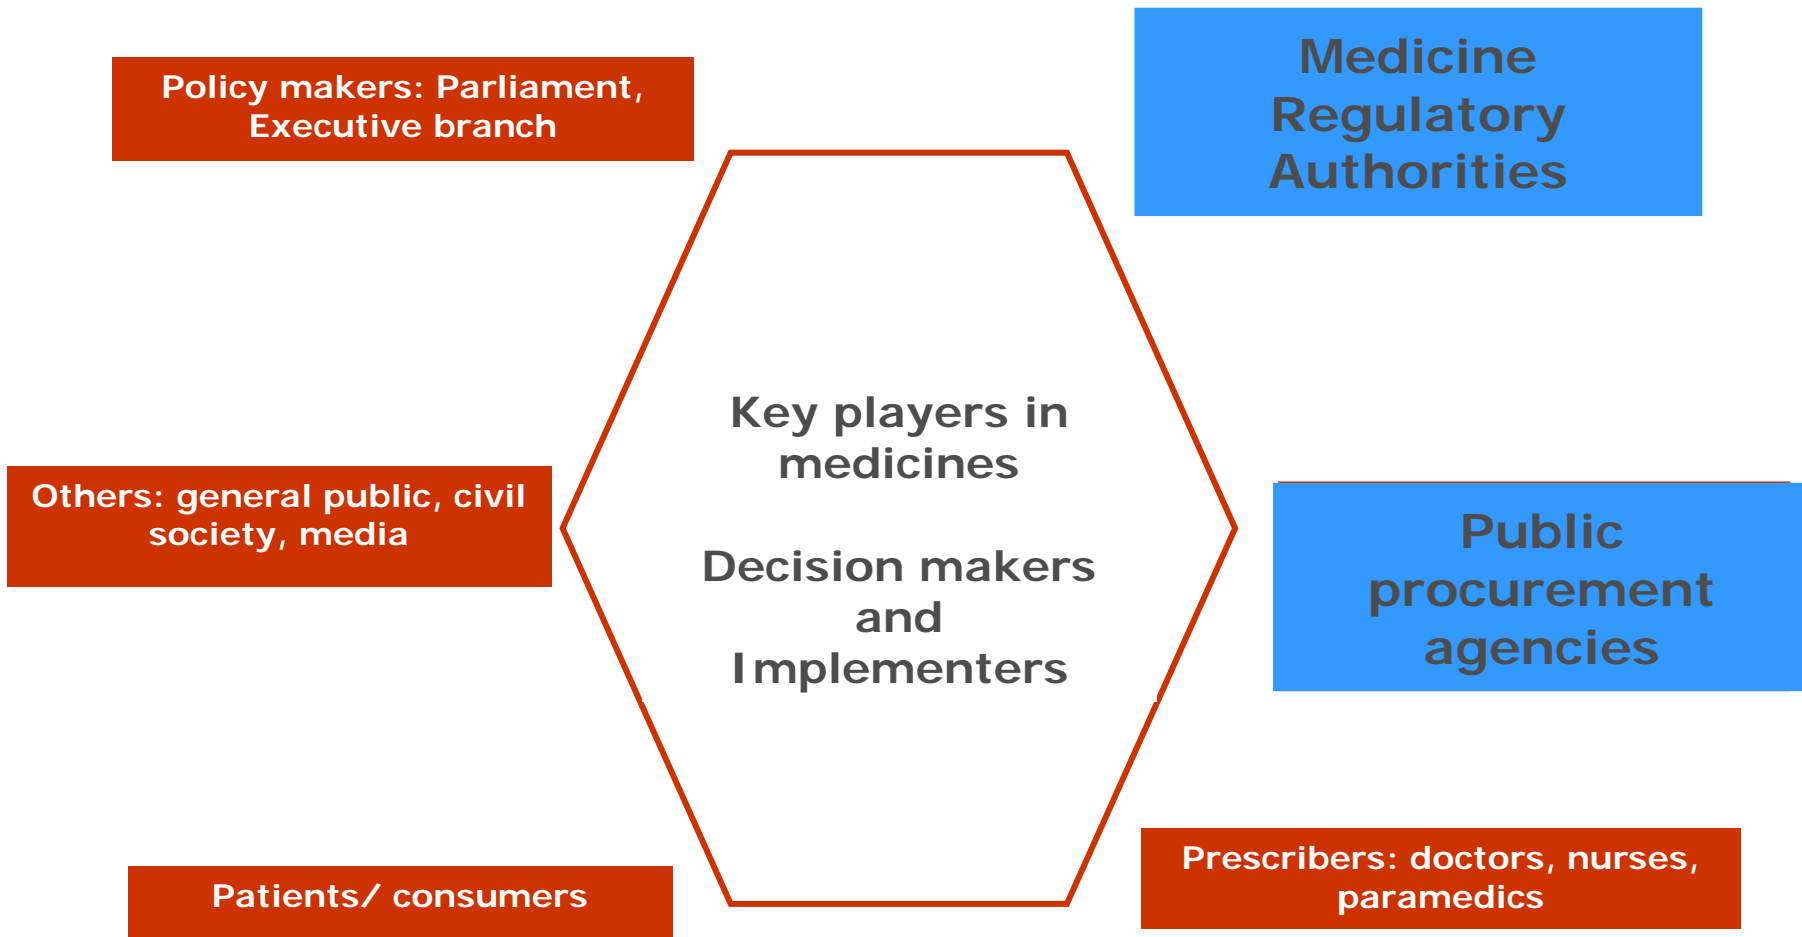 Policy makers: Parliament,
Executive branch
Medicine
Regulatory
Authorities
Key players in
medicines
Decision makers
and
Implementers
Others: general public, civil
society, media
Public
procurement
agencies
Patients/ consumers
Prescribers: doctors, nurses,
paramedics